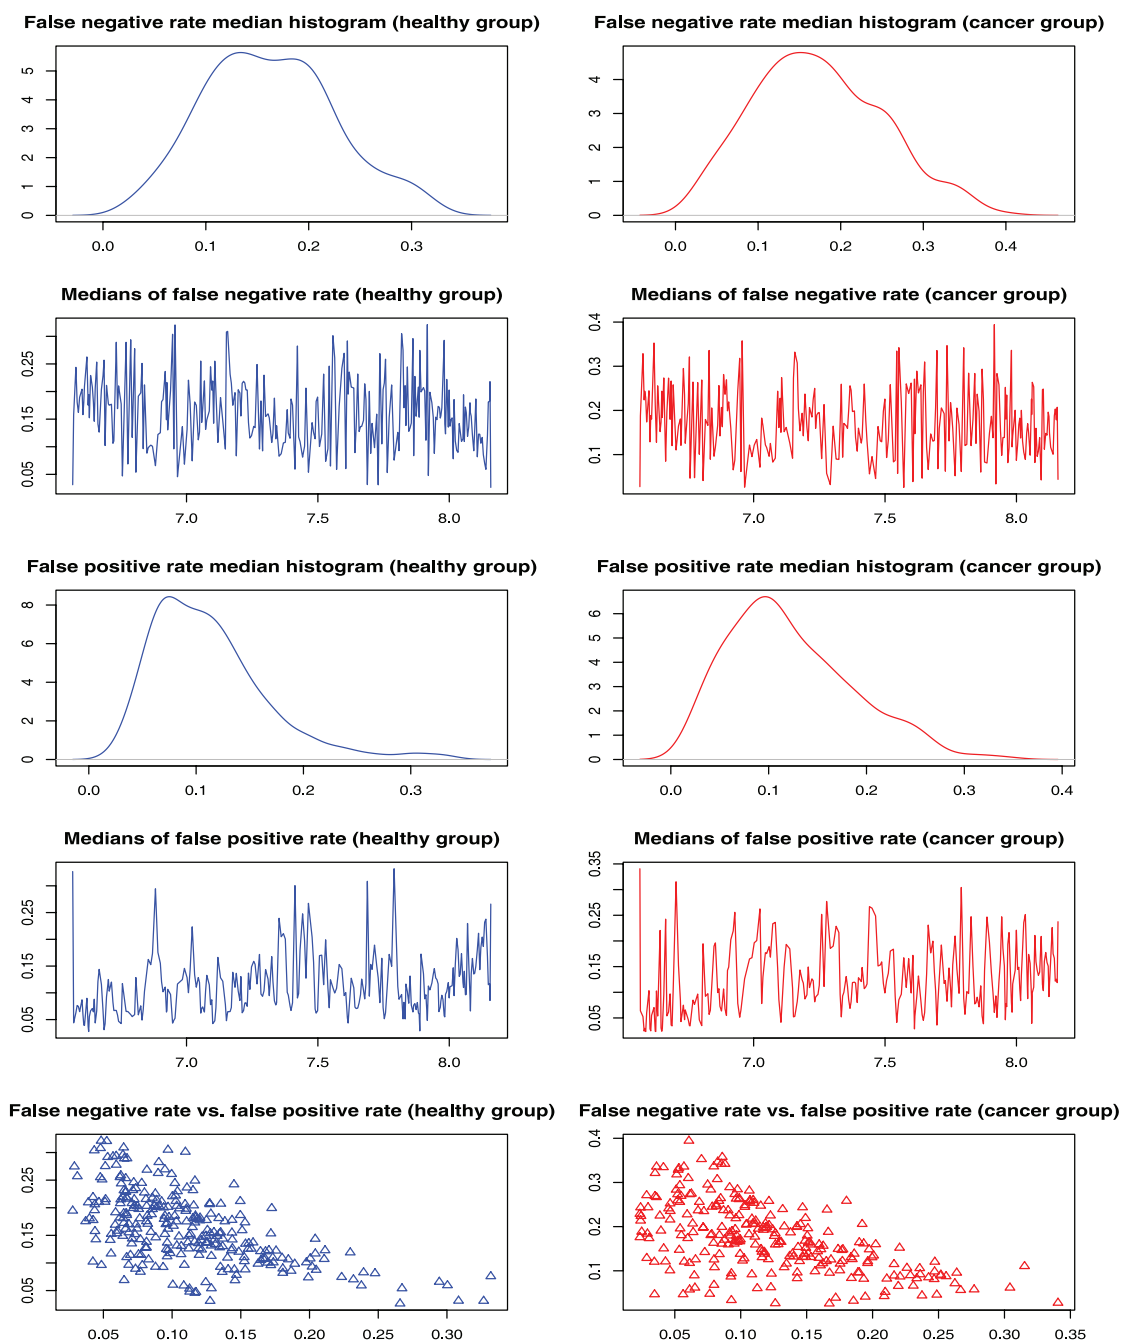 False negative rate median histogram (healthy group)
0 1 2 3 4 5
0.0 0.1 0.2 0.3
False negative rate median histogram (cancer group)
0 1 2 3 4
0.0 0.1 0.2 0.3 0.4
Medians of false negative rate (healthy group)
0.05 0.15 0.25
7.0 7.5 8.0
Medians of false negative rate (cancer group)
0.1 0.2 0.3 0.4
7.0 7.5 8.0
False positive rate median histogram (healthy group)
0 2 4 6 8
0.0 0.1 0.2 0.3
False positive rate median histogram (cancer group)
0 1 2 3 4 5 6
0.0 0.1 0.2 0.3 0.4
Medians of false positive rate (healthy group)
0.05 0.15 0.25
7.0 7.5 8.0
Medians of false positive rate (cancer group)
0.05 0.15 0.25 0.35
7.0 7.5 8.0
False negative rate vs. false positive rate (healthy group)
0.05 0.15 0.25
0.05 0.10 0.15 0.20 0.25 0.30
False negative rate vs. false positive rate (cancer group)
0.1 0.2 0.3 0.4
0.05 0.10 0.15 0.20 0.25 0.30 0.35